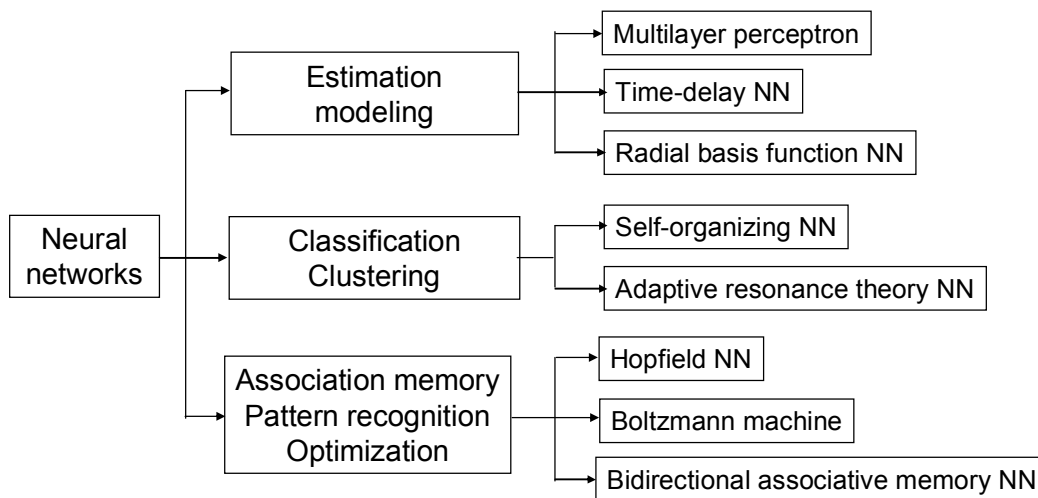 Neural
networks
Estimation
modeling
Multilayer perceptron
Time-delay NN
Radial basis function NN
Classification
Clustering
Self-organizing NN
Adaptive resonance theory NN
Association memory
Pattern recognition
Optimization
Hopfield NN
Boltzmann machine
Bidirectional associative memory NN